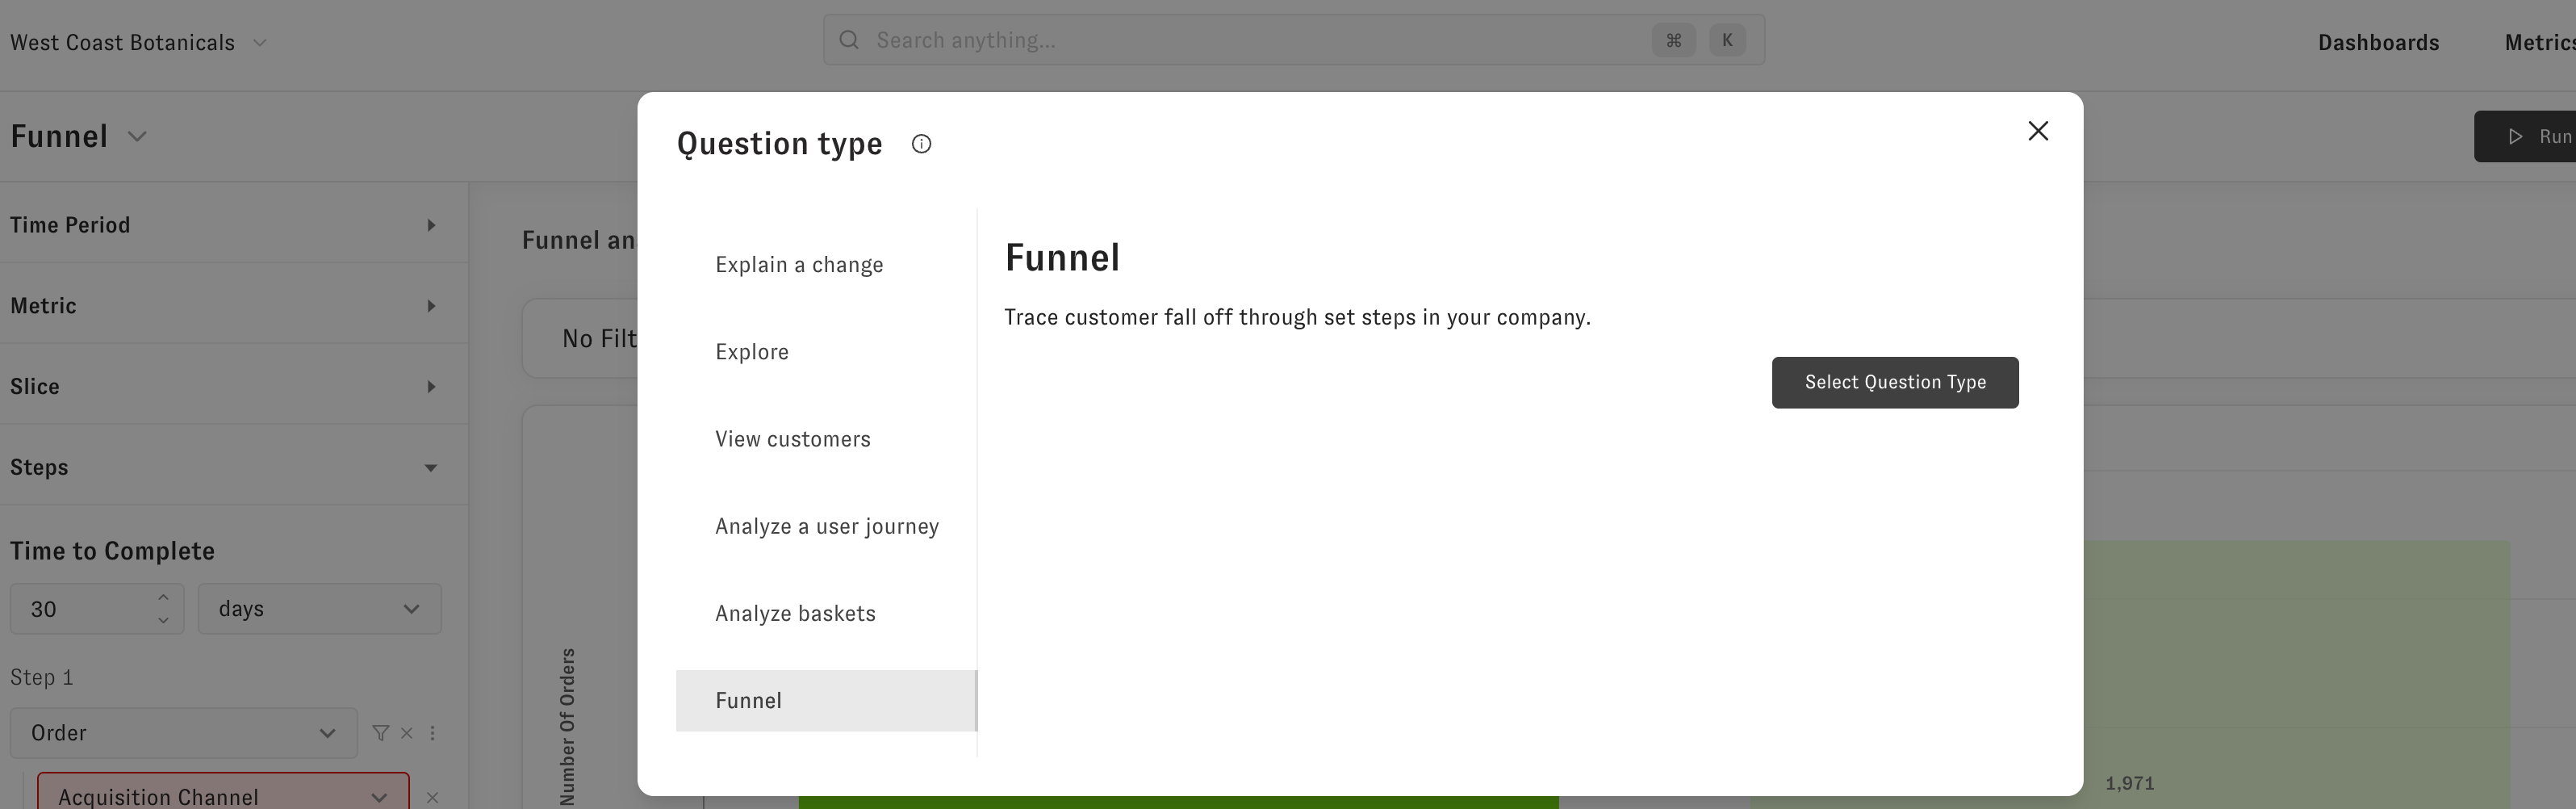 West Coast Botanicals
Search anything...
⌘ K
Dashboards
Metrics
Funnel
Run
Time Period
Metric
Slice
Steps
Time to Complete
30 days
Step 1
Order
Acquisition Channel
Funnel
No
Number Of Orders
1,971
Question type
Explain a change
Explore
View customers
Analyze a user journey
Analyze baskets
Funnel
Funnel
Trace customer fall off through set steps in your company.
Select Question Type